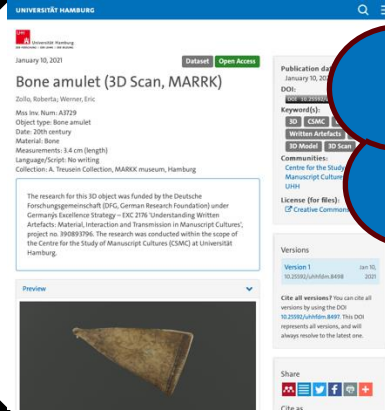 UNIVERSITÄT HAMBURG
UHH
Universität Hamburg
January 10, 2021
Dataset
Open Access
Bone amulet (3D Scan, MARRK)
Zollo, Roberta; Werner, Eric
Mss Inv. Num: A3729
Object type: Bone amulet
Date: 20th century
Material: Bone
Measurements: 3.4 cm (length)
Language/Script: No writing
Collection: A. Treusein Collection, MARKK museum, Hamburg
The research for this 3D object was funded by the Deutsche
Forschungsgemeinschaft (DFG, German Research Foundation) under
Germanýs Excellence Strategy – EXC 2176 'Understanding Written
Artefacts: Material, Interaction and Transmission in Manuscript Cultures',
project no. 390893796. The research was conducted within the scope of
the Centre for the Study of Manuscript Cultures (CSMC) at Universität
Hamburg.
Preview
Publication dat
January 10, 20
DOI:
Keyword(s):
3D CSMC
Written Artefacts
3D Model 3D Scan
Communities:
Centre for the Study
Manuscript Culture
UHH
License (for files):
Creative Common
Versions
Version 1 Jan 10,
10.25592/uhhfdm.8498 2021
Cite all versions? You can cite all
versions by using the DOI
10.25592/uhhfdm.8497. This DOI
represents all versions, and will
always resolve to the latest one.
Share
Cite as